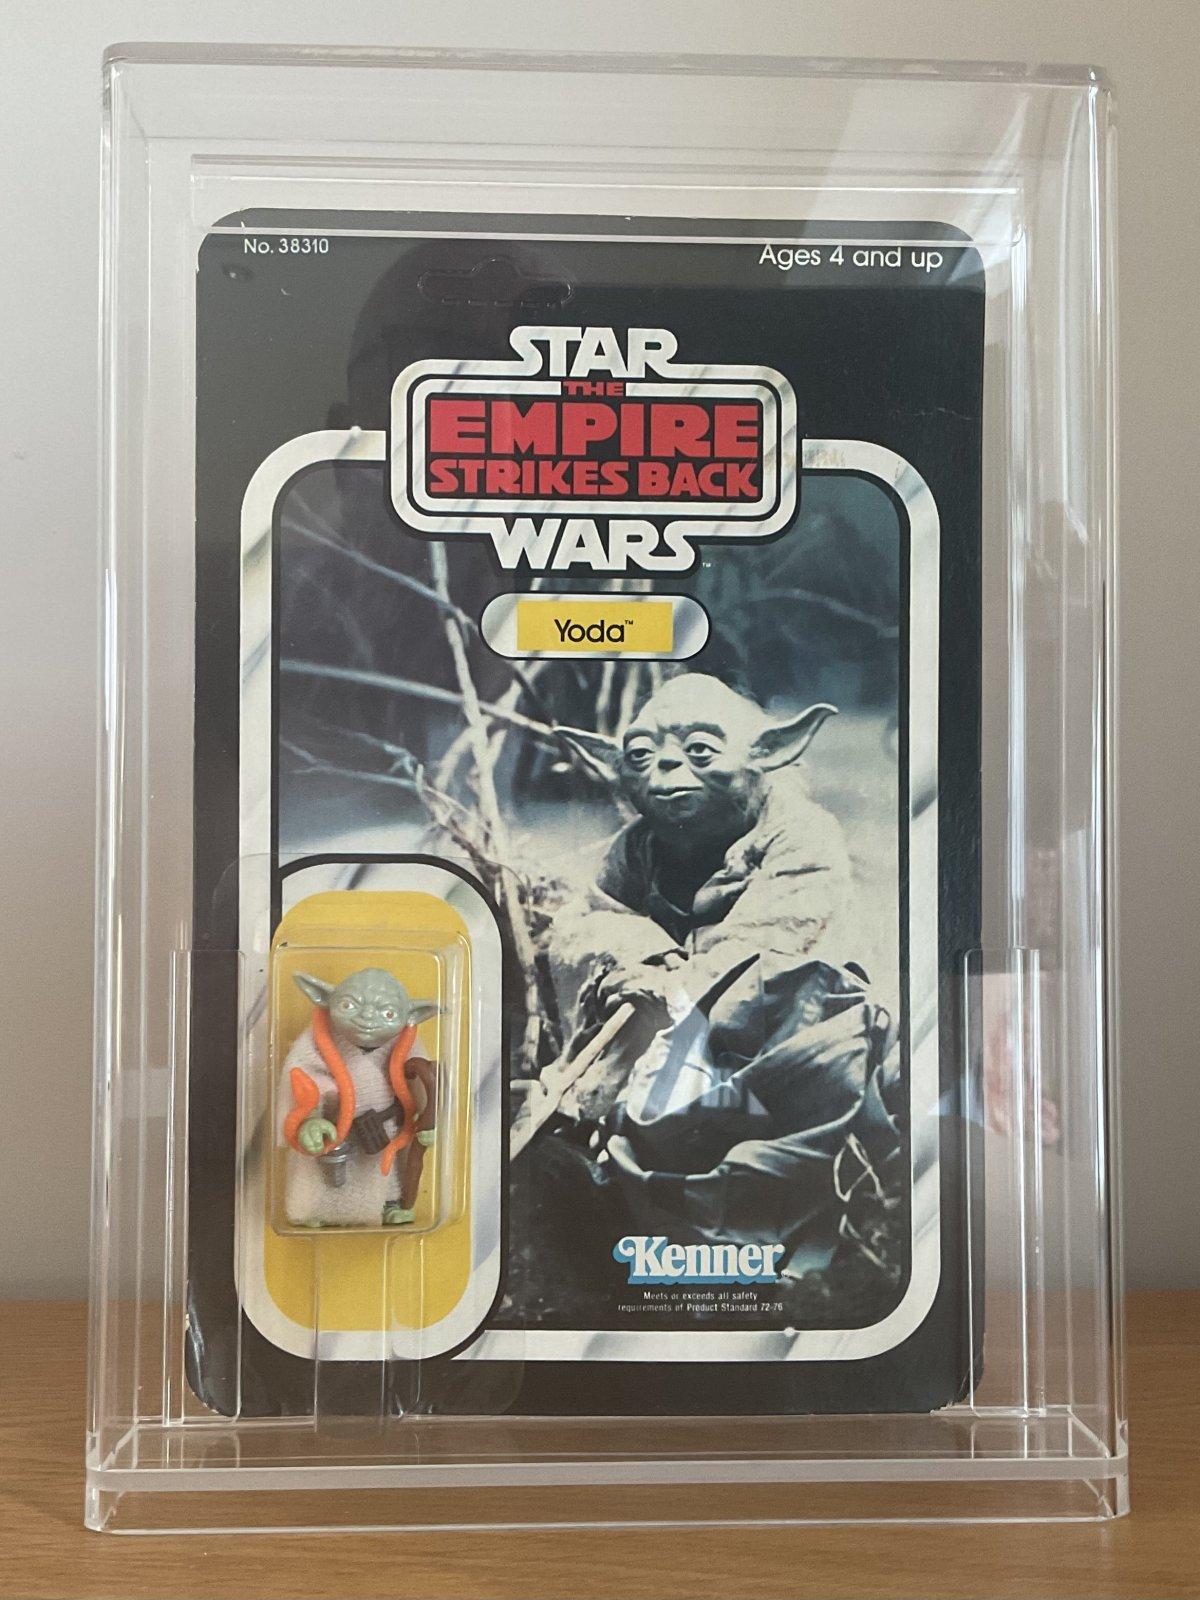 No. 38310
Ages 4 and up
STAR
THE
EMPIRE
STRIKES BACK
WARS™
Yoda™
Kenner
Meets or exceeds all safety
requirements of Product Standard 72-76